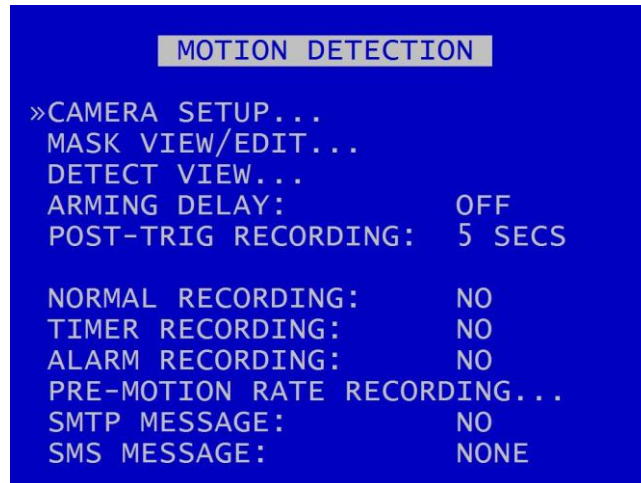 MOTION DETECTION
»CAMERA SETUP...
MASK VIEW/EDIT...
DETECT VIEW...
ARMING DELAY: OFF
POST-TRIG RECORDING: 5 SECS
NORMAL RECORDING: NO
TIMER RECORDING: NO
ALARM RECORDING: NO
PRE-MOTION RATE RECORDING...
SMTP MESSAGE: NO
SMS MESSAGE: NONE